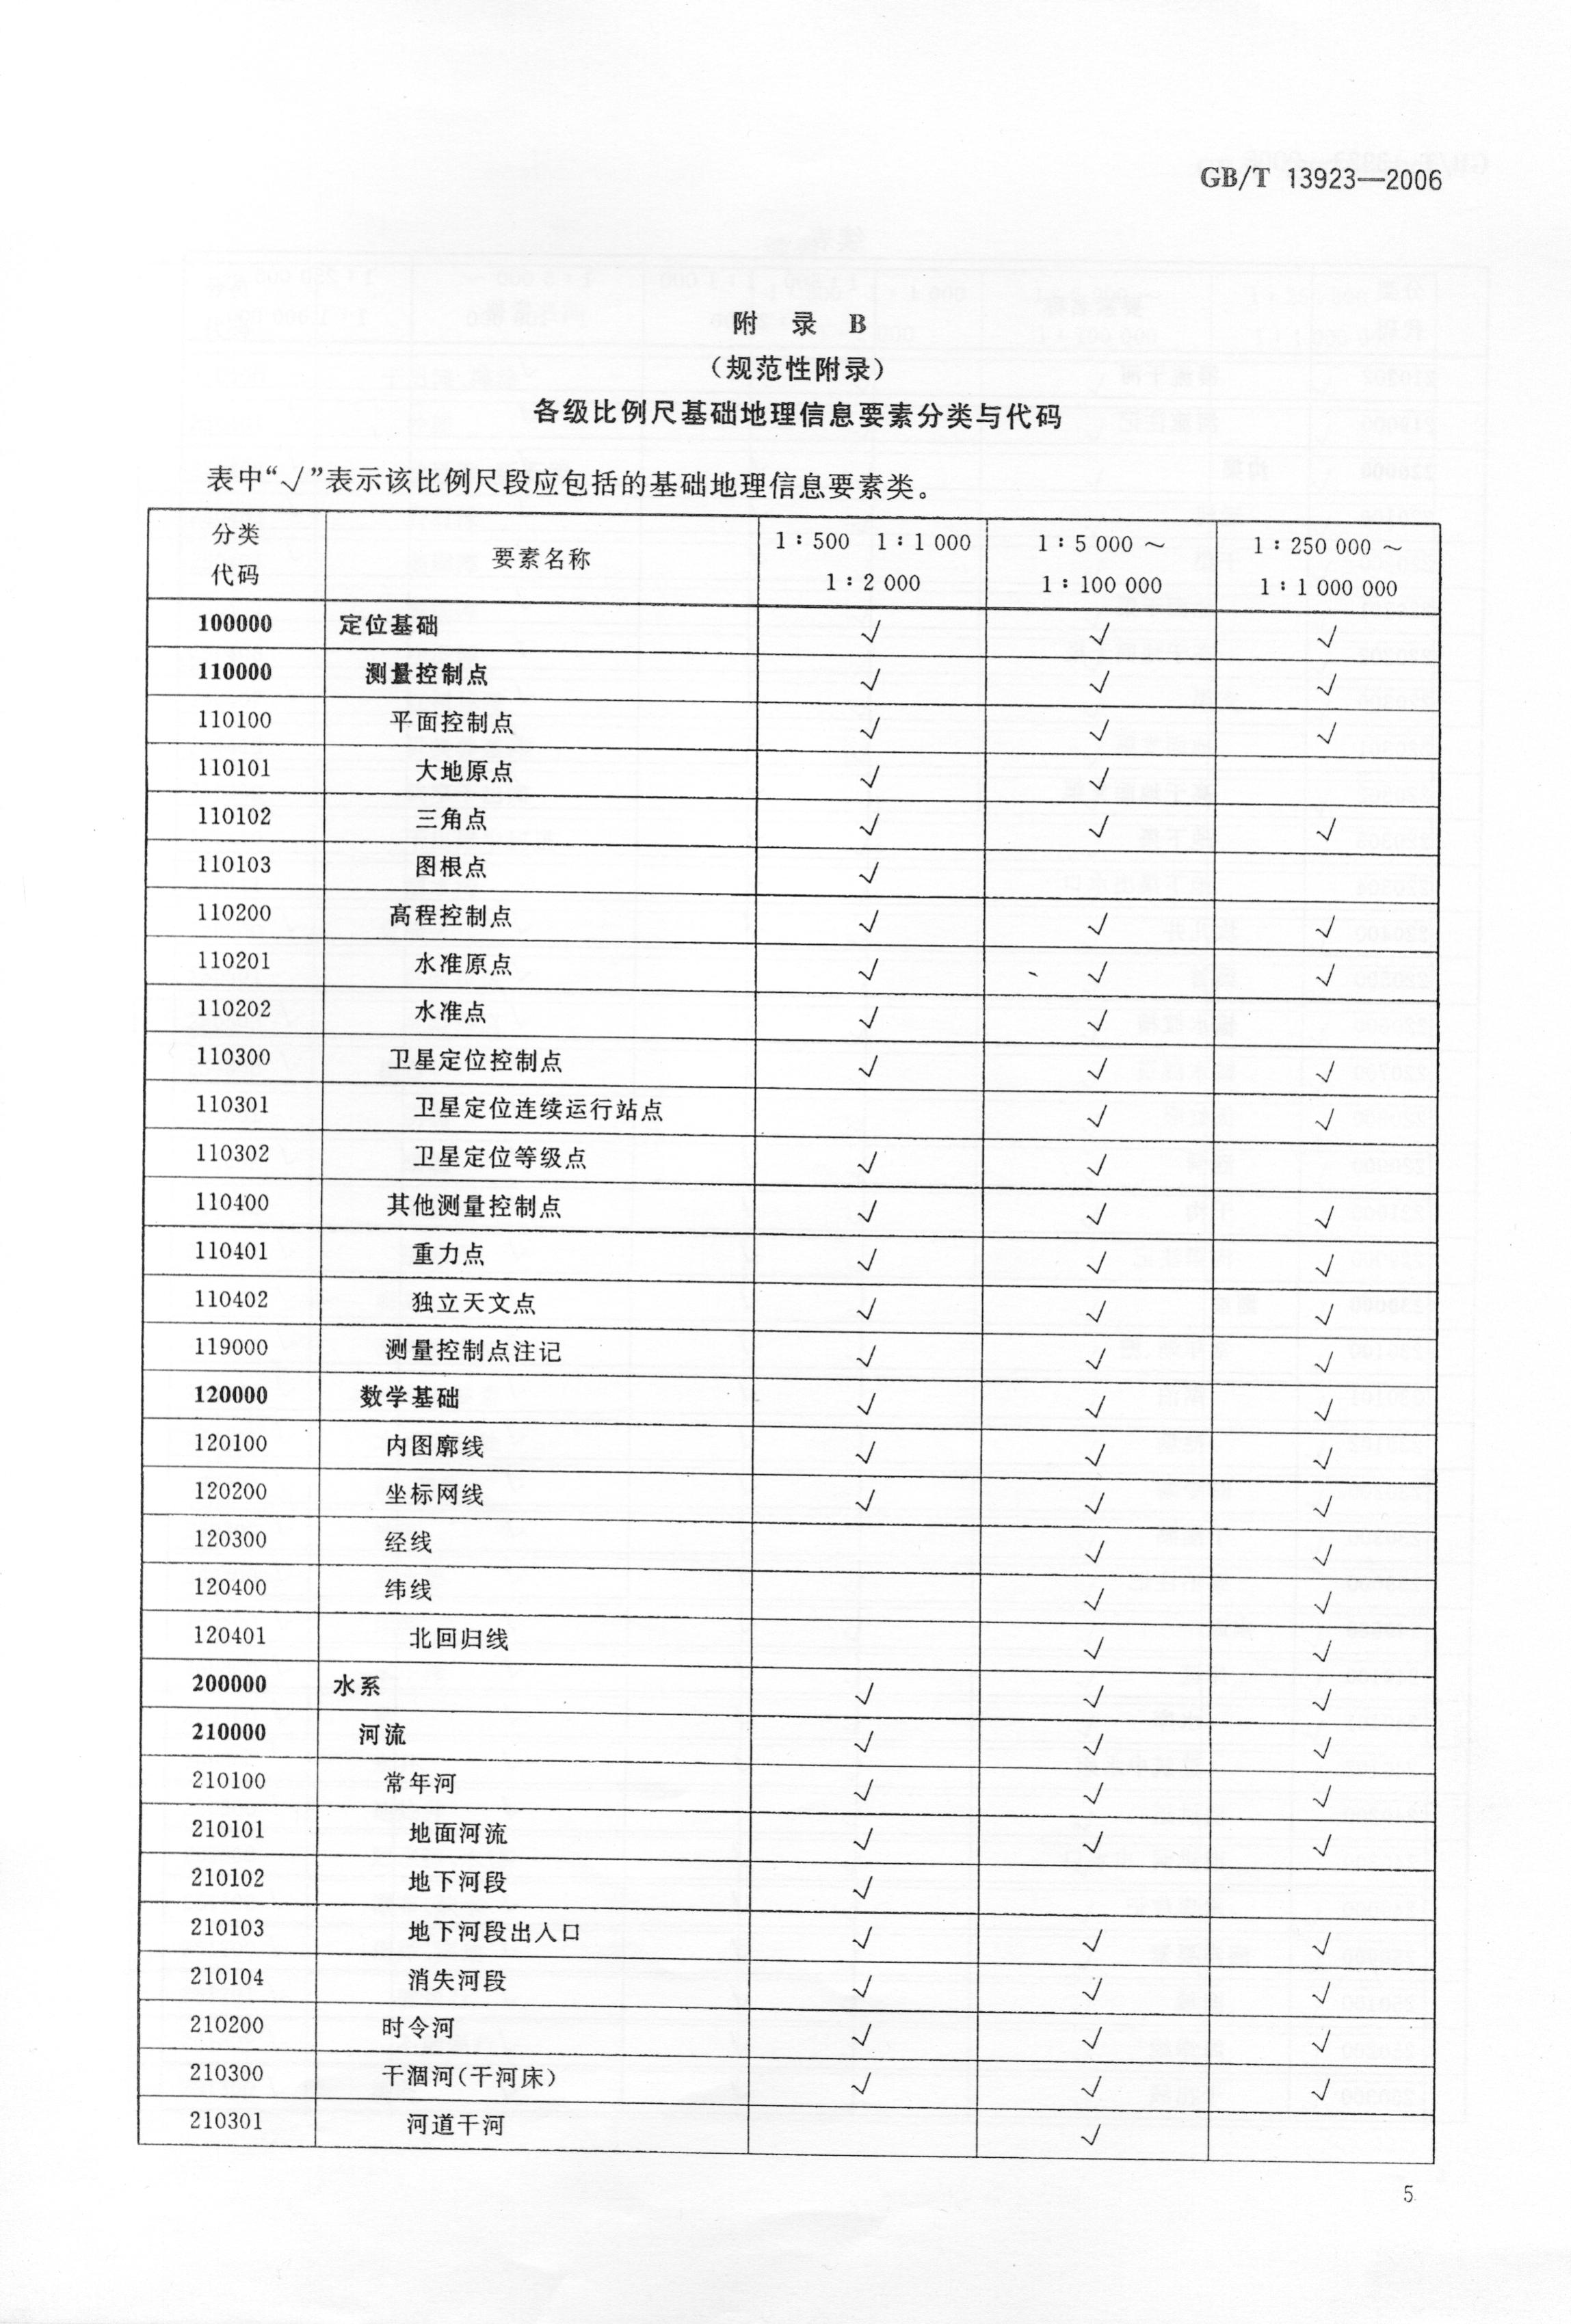 GB/T 13923—2006
附 录 B
（规范性附录）
各级比例尺基础地理信息要素分类与代码
表中“√”表示该比例尺段应包括的基础地理信息要素类。
分类代码 要素名称 1∶500 1∶1 000 1∶2 000 1∶5 000～1∶100 000 1∶250 000～1∶1 000 000
100000 定位基础 √ √ √
110000 测量控制点 √ √ √
110100 平面控制点 √ √ √
110101 大地原点 √ √
110102 三角点 √ √ √
110103 图根点 √
110200 高程控制点 √ √ √
110201 水准原点 √ √ √
110202 水准点 √ √
110300 卫星定位控制点 √ √ √
110301 卫星定位连续运行站点 √ √
110302 卫星定位等级点 √ √
110400 其他测量控制点 √ √ √
110401 重力点 √ √ √
110402 独立天文点 √ √ √
119000 测量控制点注记 √ √ √
120000 数学基础 √ √ √
120100 内图廓线 √ √ √
120200 坐标网线 √ √ √
120300 经线 √ √
120400 纬线 √ √
120401 北回归线 √ √
200000 水系 √ √ √
210000 河流 √ √ √
210100 常年河 √ √ √
210101 地面河流 √ √ √
210102 地下河段 √
210103 地下河段出入口 √ √ √
210104 消失河段 √ √ √
210200 时令河 √ √ √
210300 干涸河（干河床） √ √ √
210301 河道干河 √
5